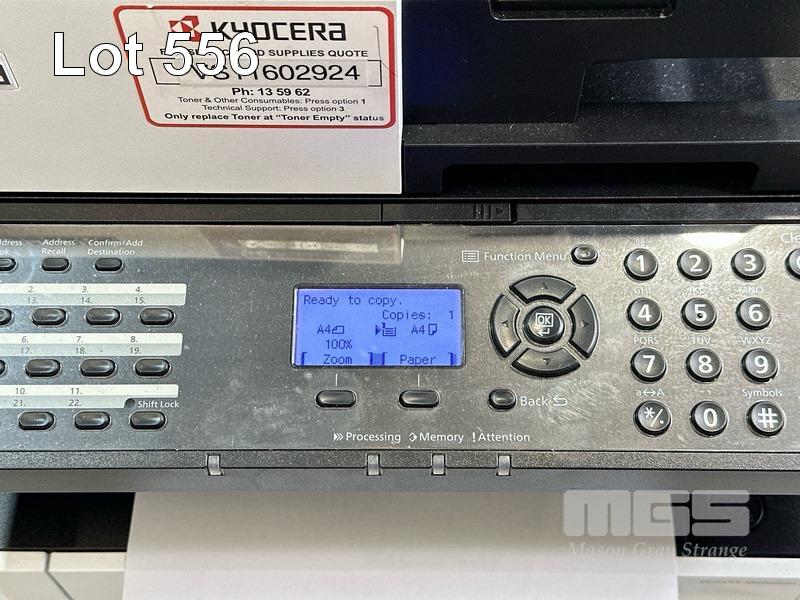 Lot 556
KYOCERA
SUPPLIES QUOTE
VS11602924
Ph: 13 59 62
Toner & Other Consumables: Press option 1
Technical Support: Press option 3
Only replace Toner at "Toner Empty" status
Address
Recall
Confirm/Add
Destination
Function Menu
Ready to copy.
Copies: 1
A4 A4
100%
Zoom Paper
OK
Back
Processing Memory ! Attention
2. 3. 4.
13. 14. 15.
6. 7. 8.
17. 18. 19.
10. 11.
21. 22. Shift Lock
1 2 3
GHI JKL MNO
4 5 6
PQRS TUV WXYZ
7 8 9
a↔A Symbols
*/. 0 #
MGS
Mason Gray Strange